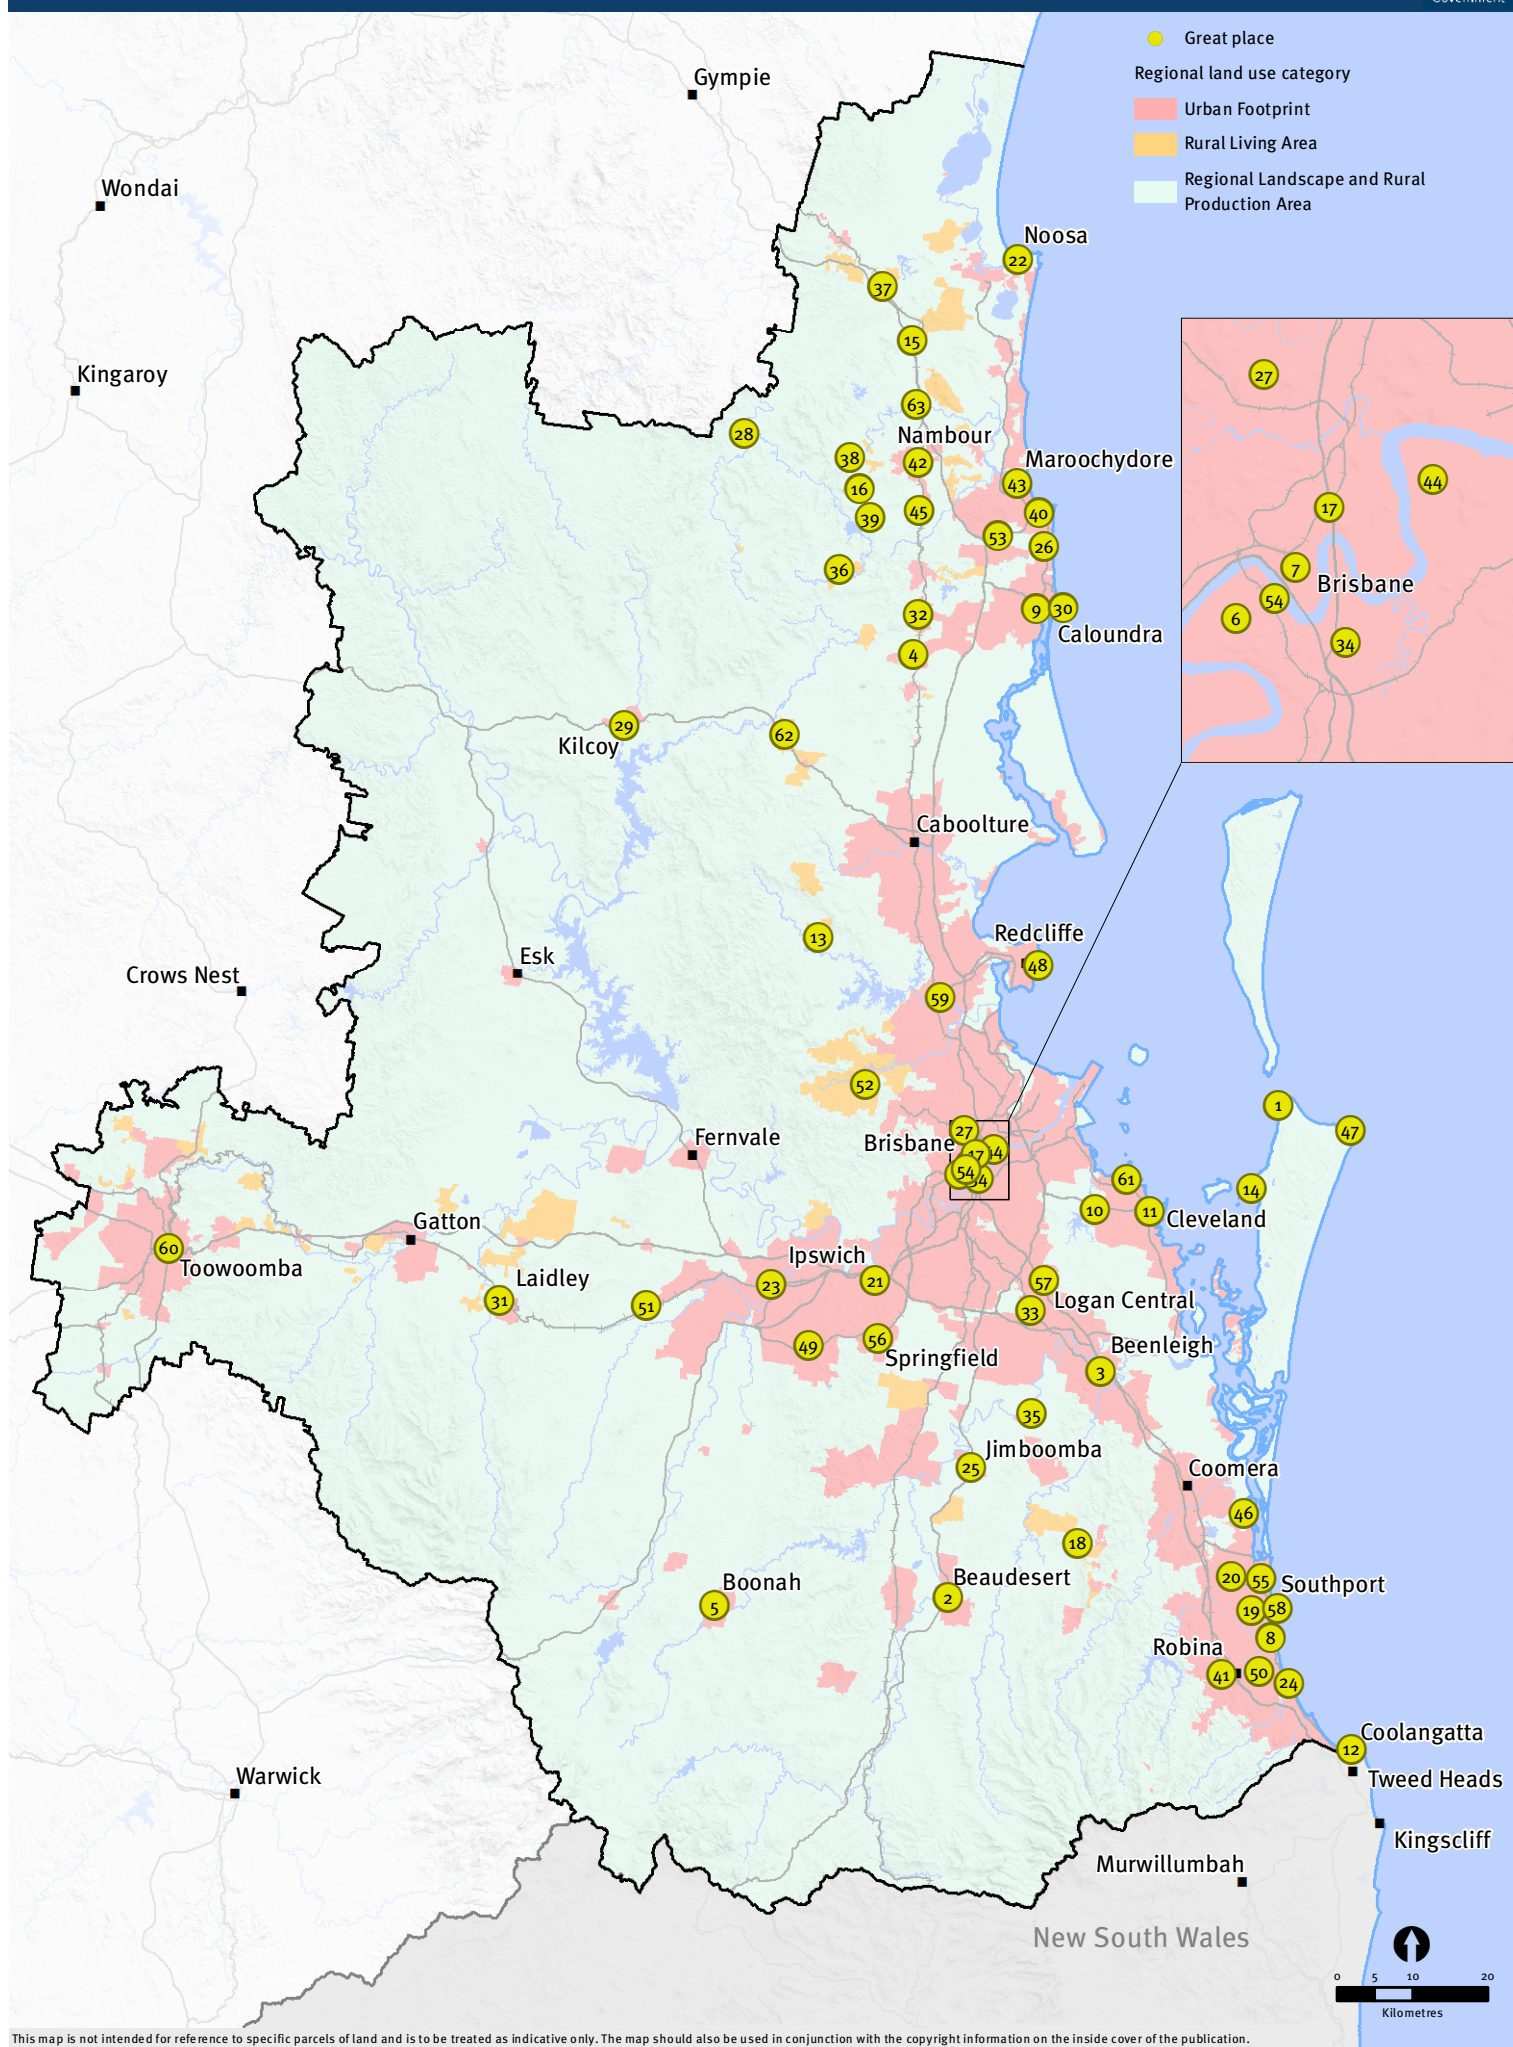 Government
Great place
Regional land use category
Urban Footprint
Rural Living Area
Regional Landscape and Rural
Production Area
Gympie
Wondai
Noosa
22
37
15
Kingaroy
27
63
28
Nambour
38
42
Maroochydore
16
43
44
45
40
39
17
53
26
36
7
Brisbane
54
9
30
32
6
Caloundra
34
4
29
62
Kilcoy
Caboolture
13
Redcliffe
Esk
48
Crows Nest
59
52
1
27
47
Fernvale
Brisbane
17
44
54
34
61
14
10
11
Cleveland
Gatton
60
Toowoomba
Ipswich
Laidley
23
21
57
31
51
33
Logan Central
49
56
Springfield
Beenleigh
3
35
Jimboomba
25
Coomera
46
18
20
55
Southport
Boonah
Beaudesert
5
2
19
58
8
Robina
41
50
24
Coolangatta
12
Tweed Heads
Warwick
Kingscliff
Murwillumbah
New South Wales
0 5 10 20
Kilometres
This map is not intended for reference to specific parcels of land and is to be treated as indicative only. The map should also be used in conjunction with the copyright information on the inside cover of the publication.